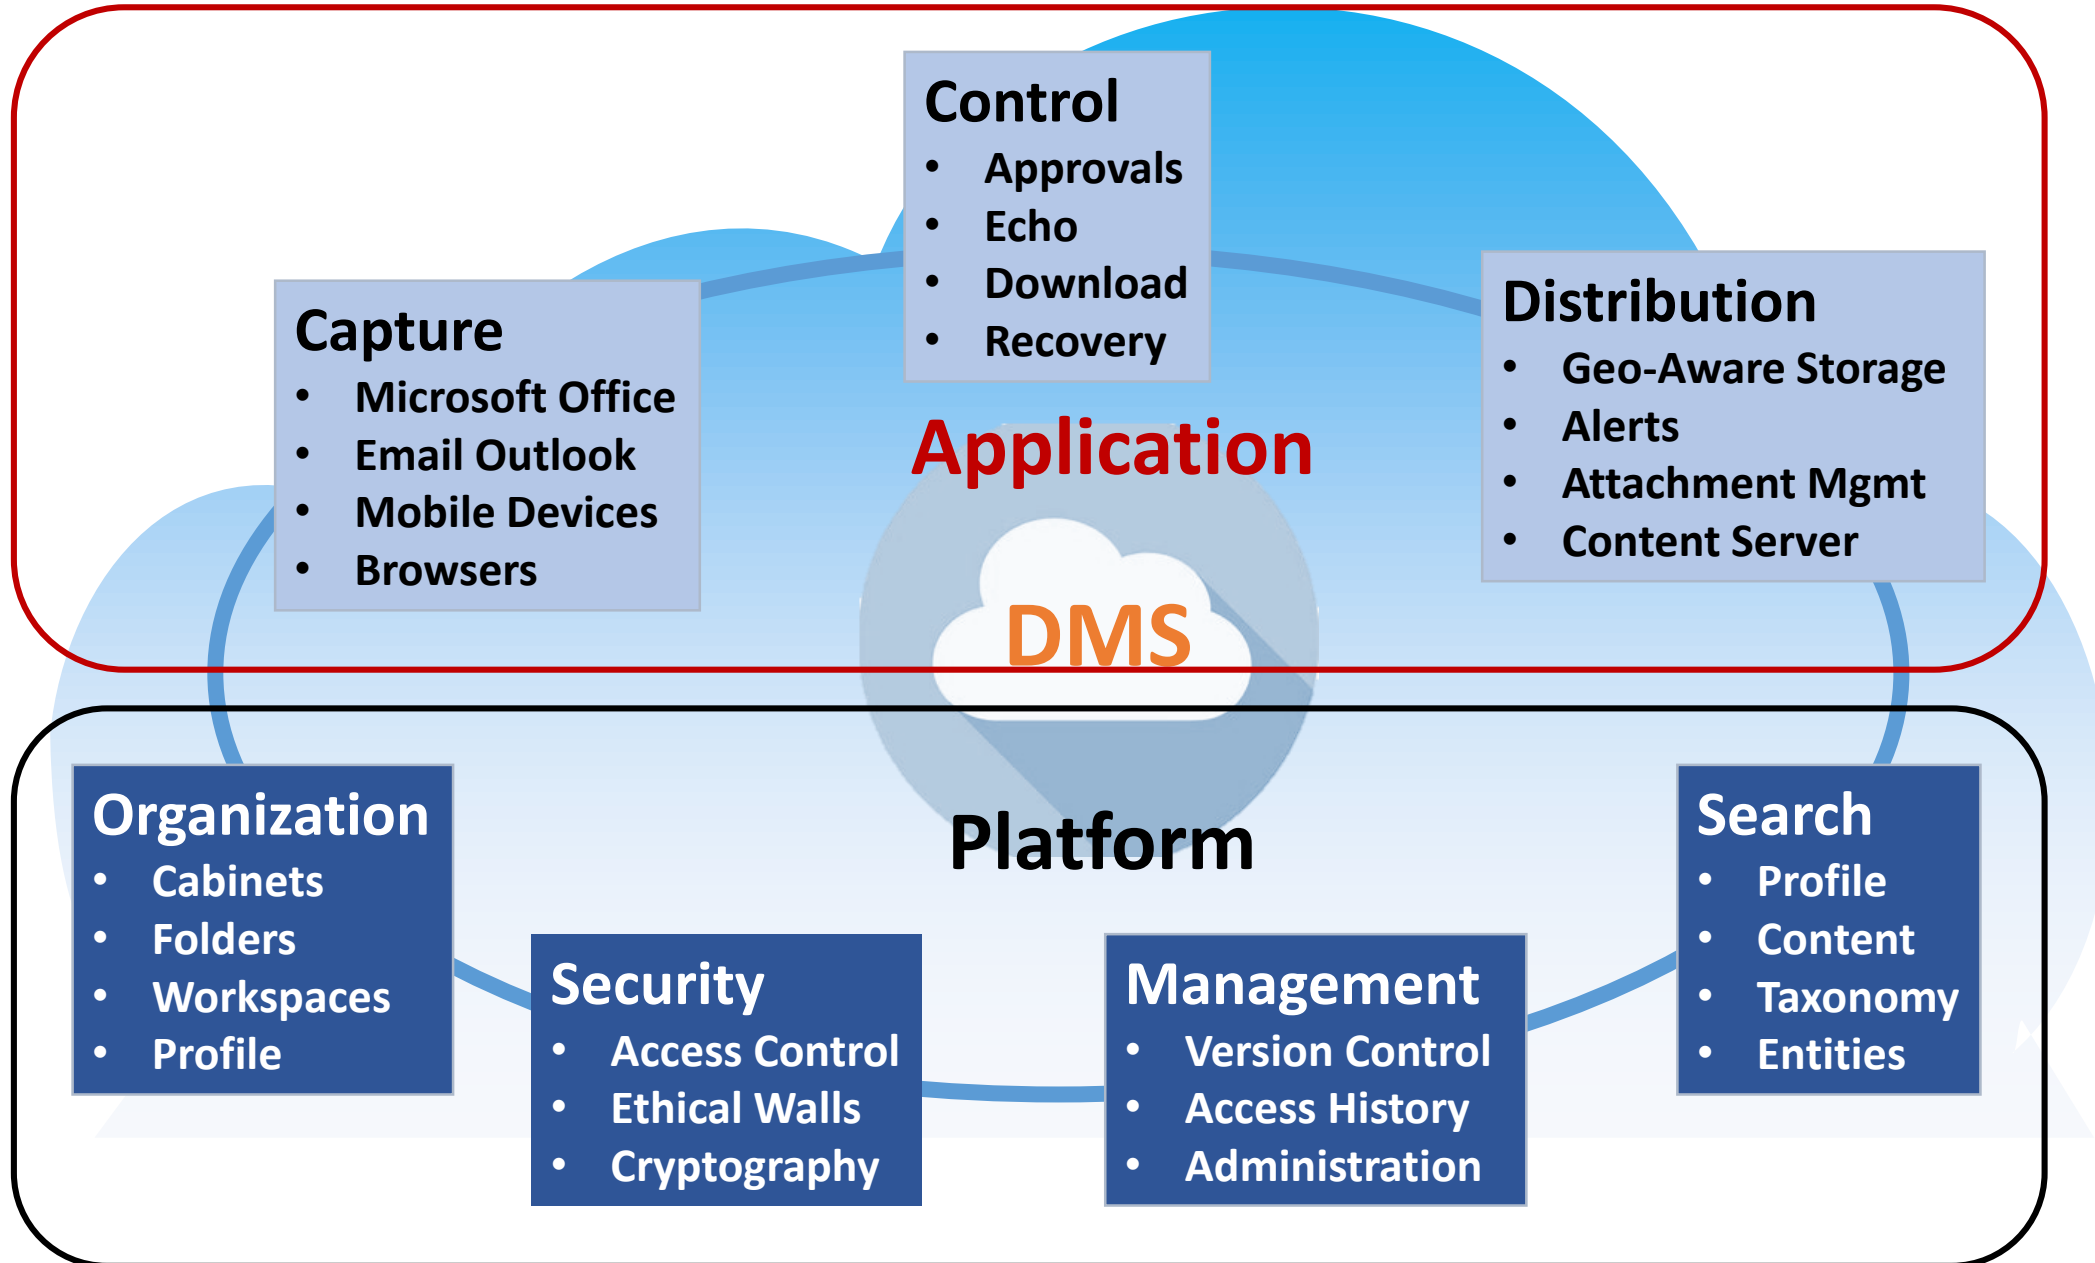 Control
• Approvals
• Echo
• Download
• Recovery
Capture
• Microsoft Office
• Email Outlook
• Mobile Devices
• Browsers
Distribution
• Geo-Aware Storage
• Alerts
• Attachment Mgmt
• Content Server
Application
DMS
Platform
Organization
• Cabinets
• Folders
• Workspaces
• Profile
Security
• Access Control
• Ethical Walls
• Cryptography
Management
• Version Control
• Access History
• Administration
Search
• Profile
• Content
• Taxonomy
• Entities